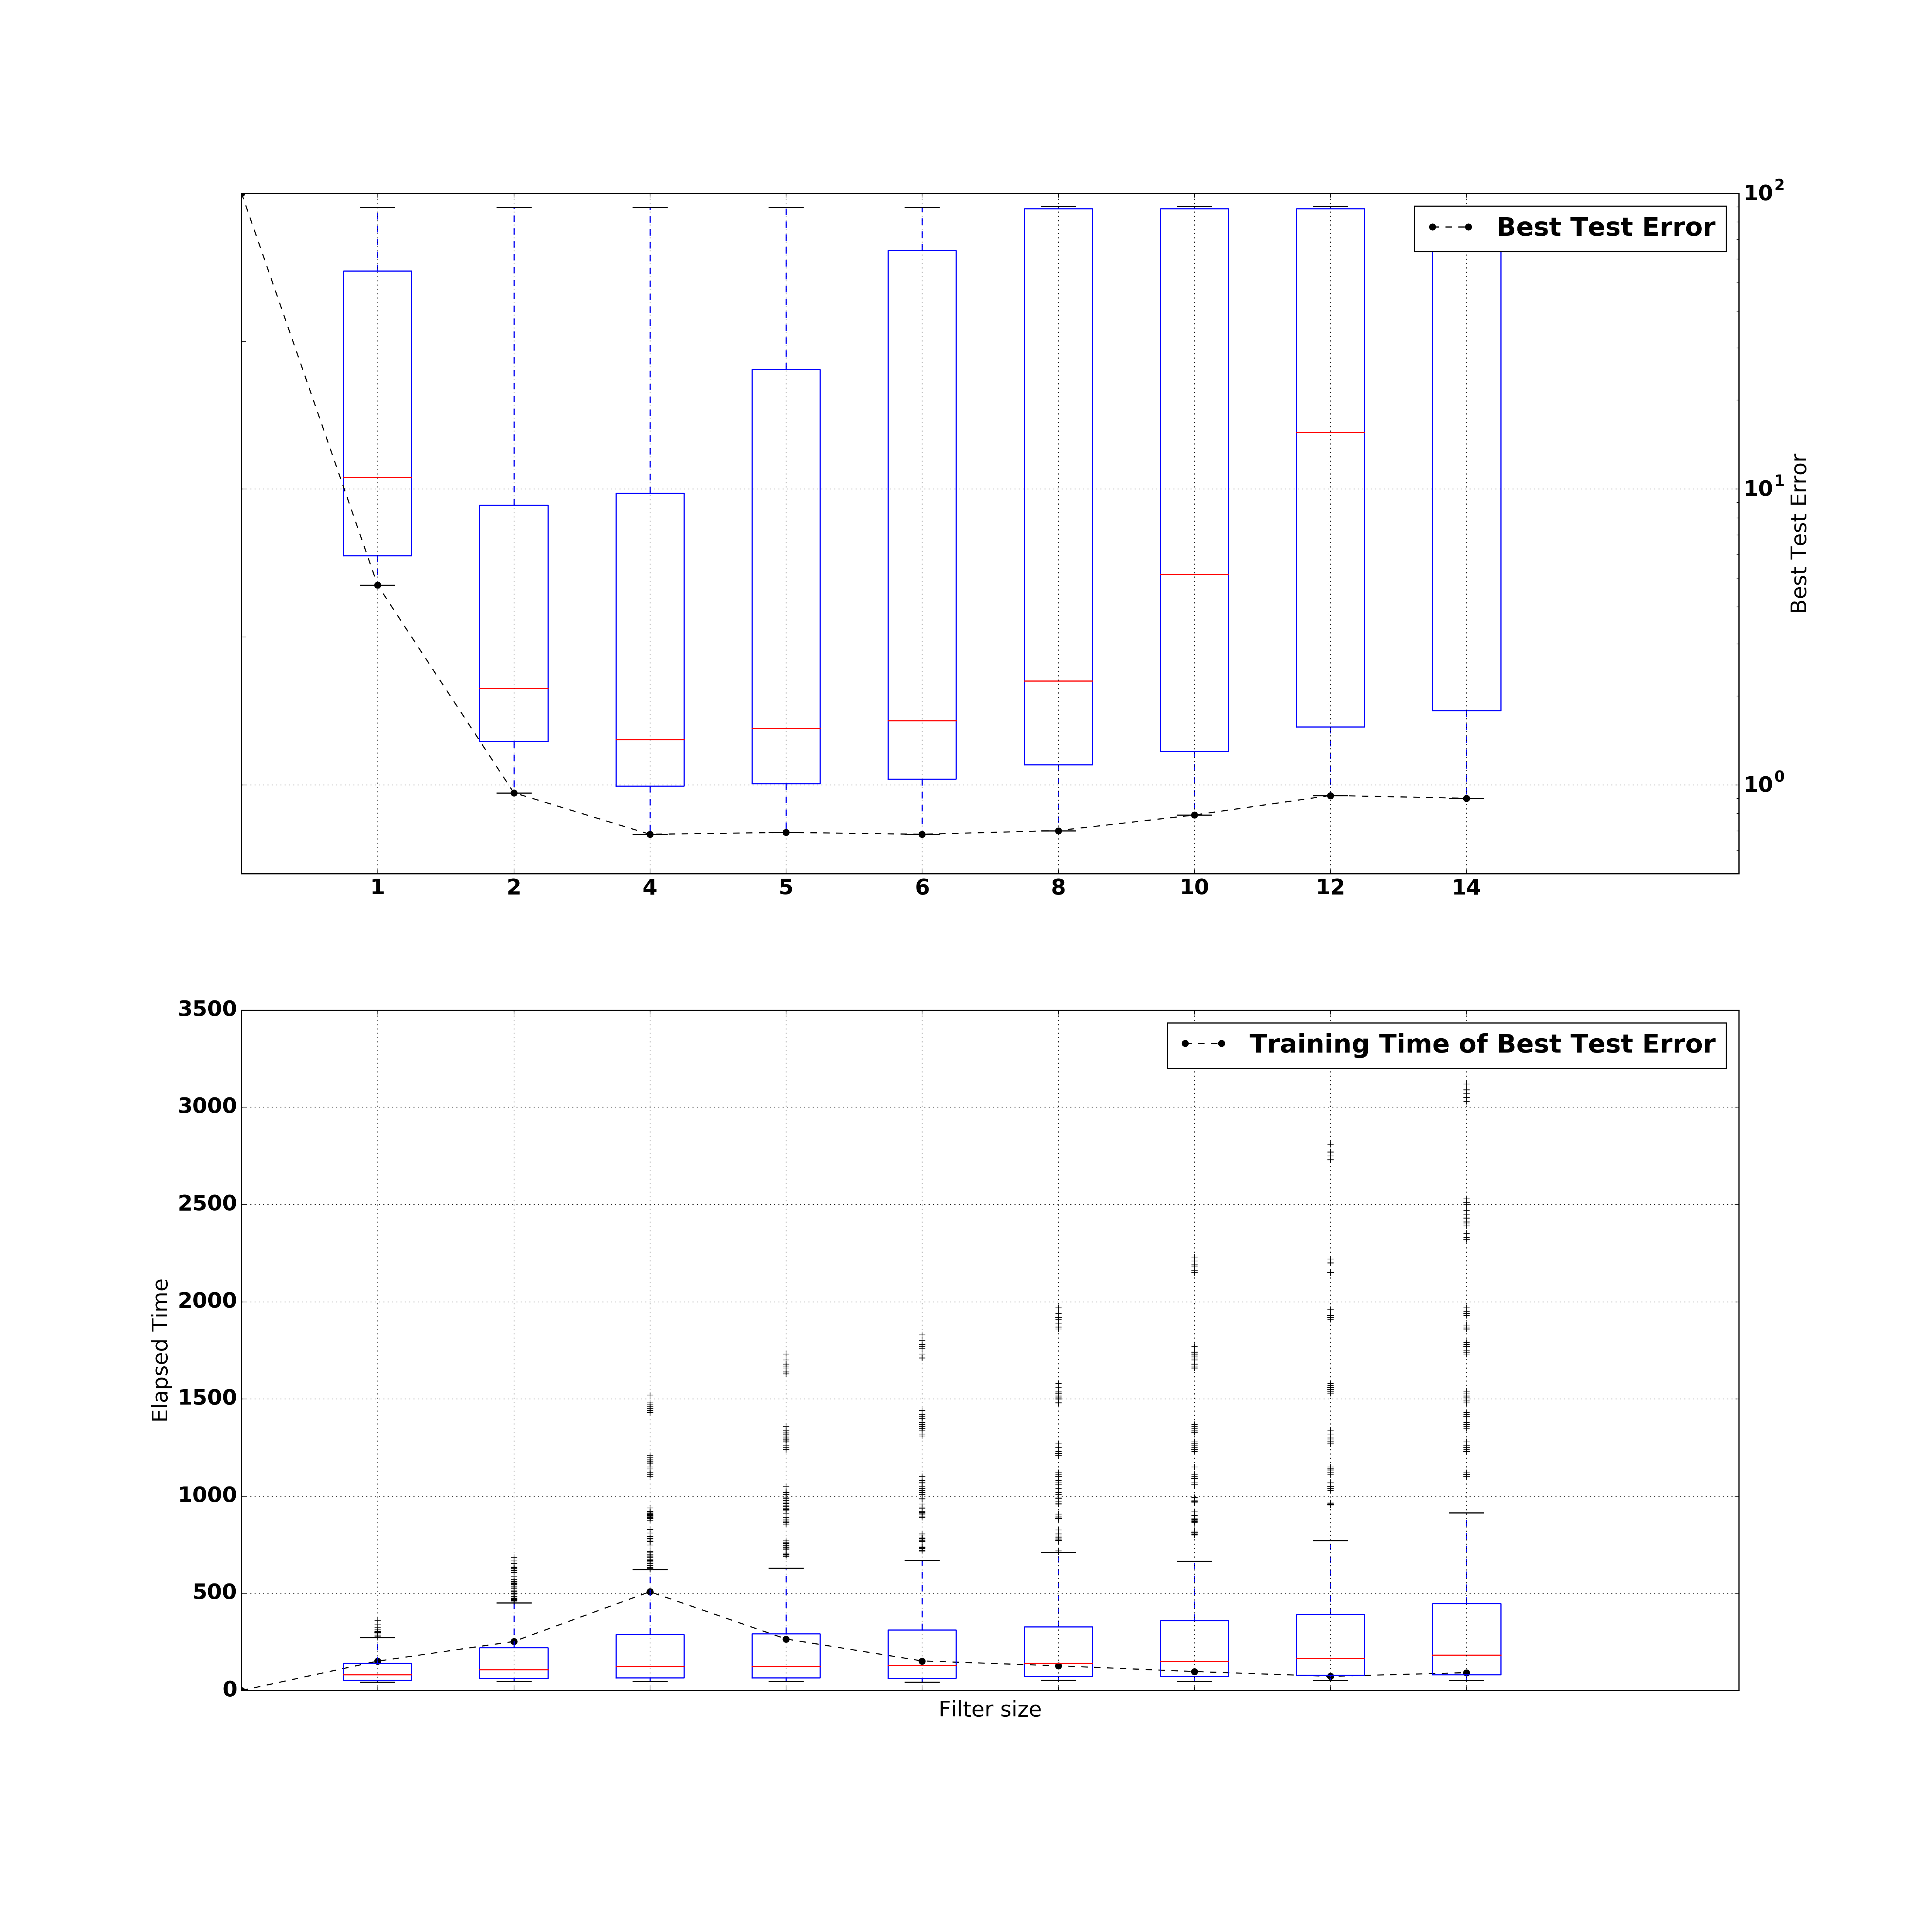 Best Test Error
10²
10¹
10⁰
Best Test Error
1 2 4 5 6 8 10 12 14
Training Time of Best Test Error
3500
3000
2500
2000
1500
1000
500
0
Elapsed Time
Filter size